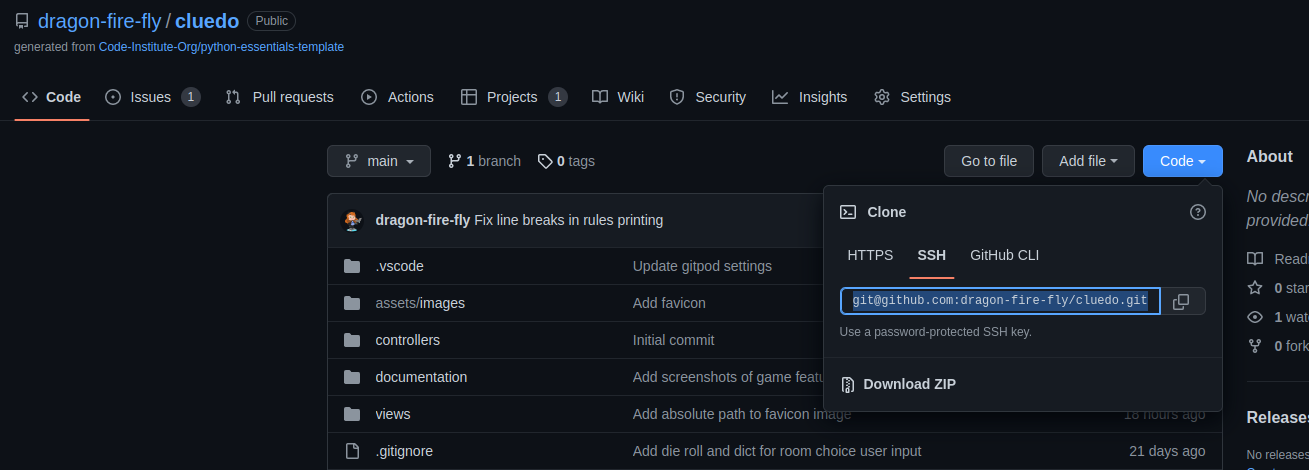 dragon-fire-fly / cluedo Public
generated from Code-Institute-Org/python-essentials-template
Code Issues 1 Pull requests Actions Projects 1 Wiki Security Insights Settings
main 1 branch 0 tags Go to file Add file Code
dragon-fire-fly Fix line breaks in rules printing
.vscode Update gitpod settings
assets/images Add favicon
controllers Initial commit
documentation Add screenshots of game featu
views Add absolute path to favicon image 18 hours ago
.gitignore Add die roll and dict for room choice user input 21 days ago
Clone
HTTPS SSH GitHub CLI
git@github.com:dragon-fire-fly/cluedo.git
Use a password-protected SSH key.
Download ZIP
About
No descr
provided.
Read
0 star
1 wat
0 fork
Releases
No releases